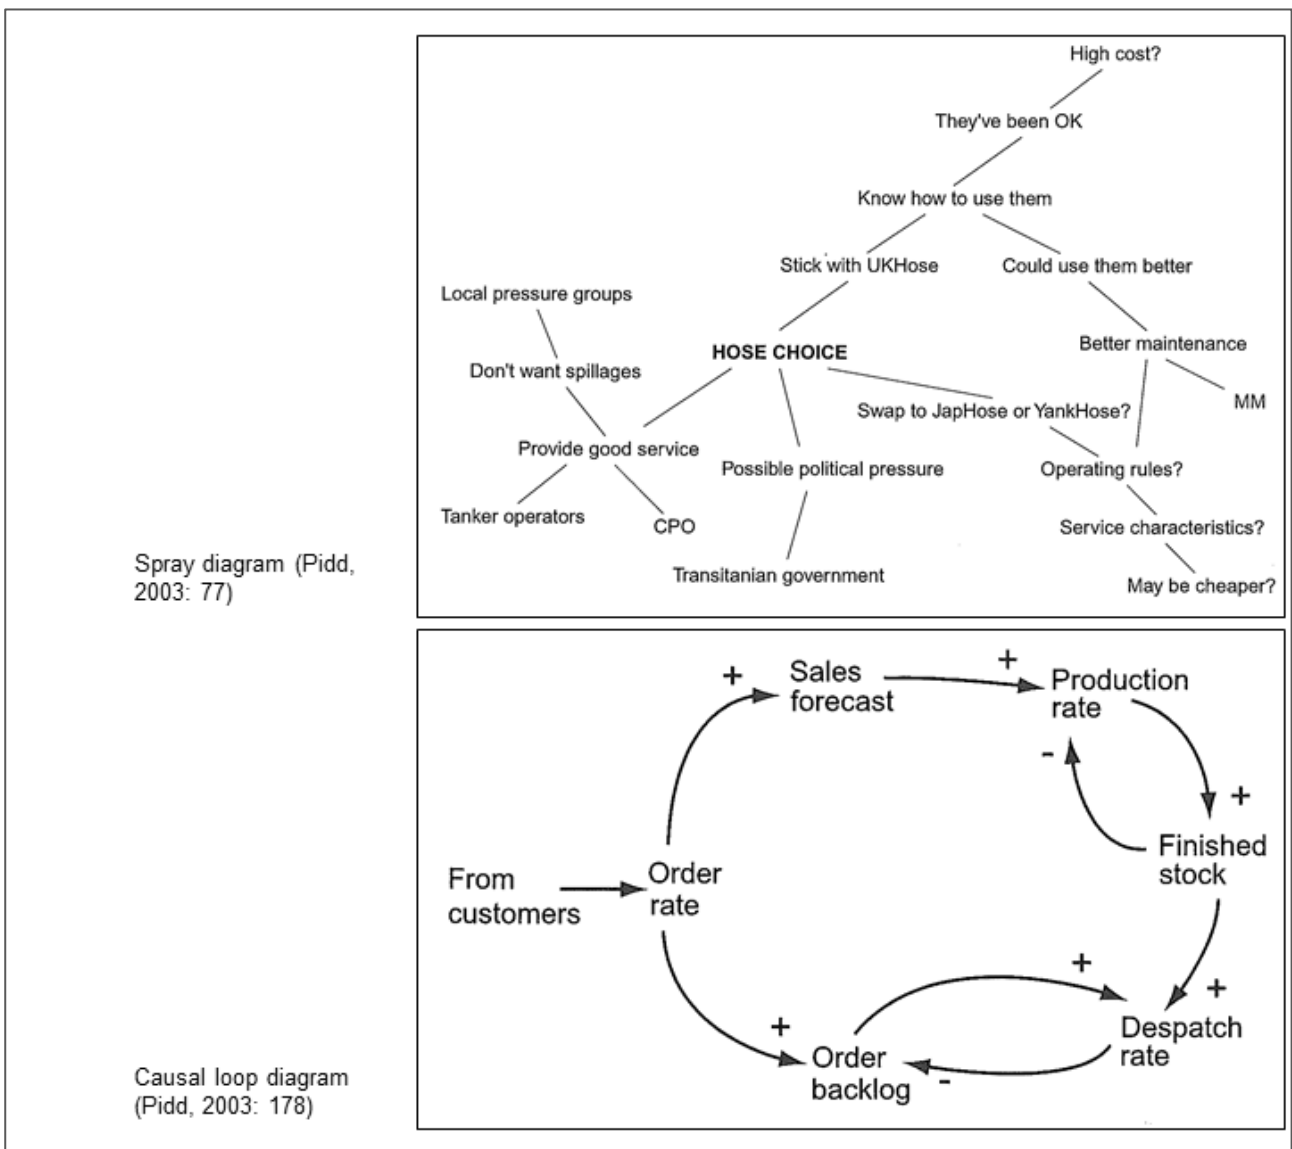 High cost?
They've been OK
Know how to use them
Stick with UKHose
Could use them better
Local pressure groups
HOSE CHOICE
Better maintenance
Don't want spillages
MM
Swap to JapHose or YankHose?
Provide good service
Possible political pressure
Operating rules?
Tanker operators
CPO
Service characteristics?
Transitanian government
May be cheaper?
Spray diagram (Pidd,
2003: 77)
+
Sales
forecast
+
Production
rate
-
+
From
customers
Order
rate
Finished
stock
+
+
+
Order
backlog
-
Despatch
rate
Causal loop diagram
(Pidd, 2003: 178)